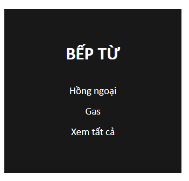 BẾP TỪ
Hồng ngoại
Gas
Xem tất cả